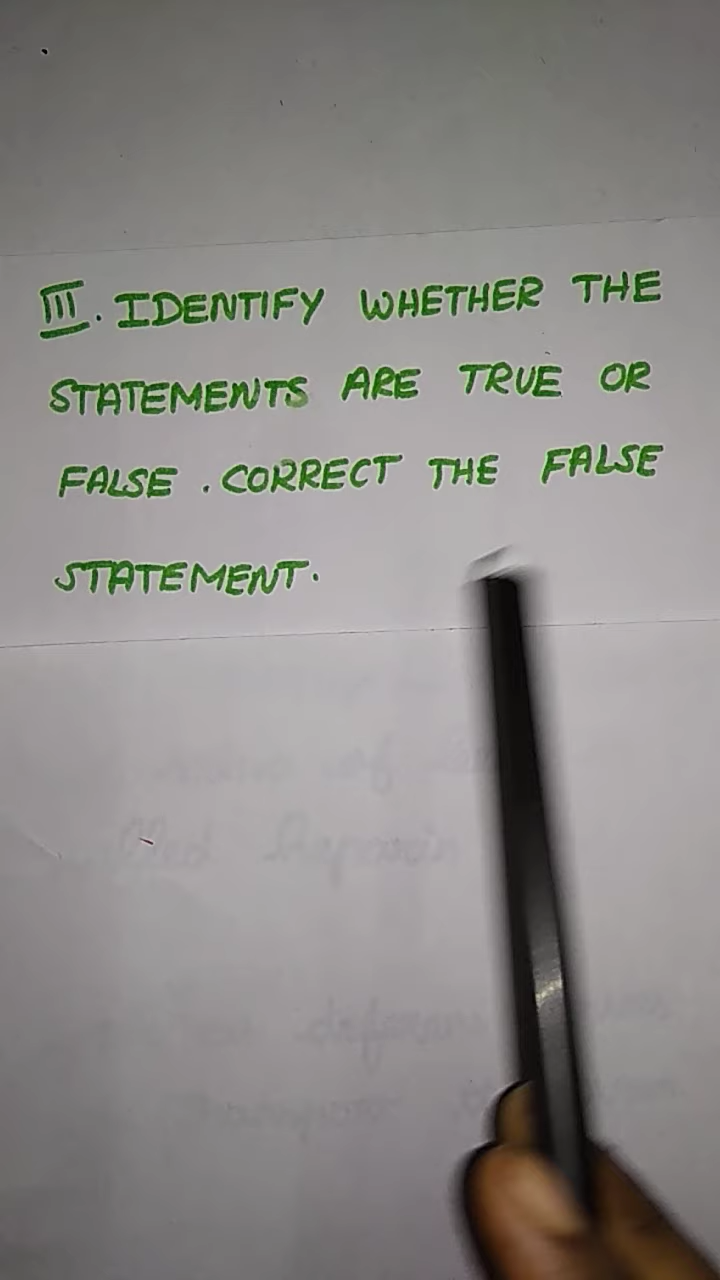 III. IDENTIFY WHETHER THE
STATEMENTS ARE TRUE OR
FALSE. CORRECT THE FALSE
STATEMENT.